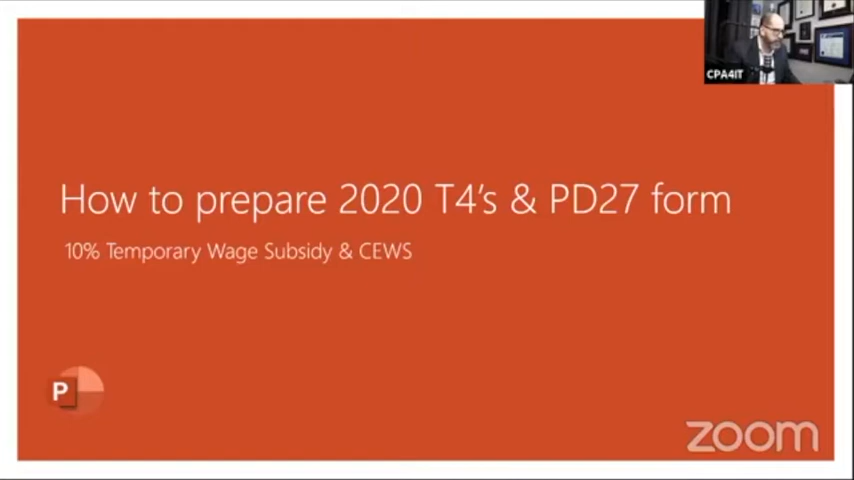 CPA4IT
How to prepare 2020 T4's & PD27 form
10% Temporary Wage Subsidy & CEWS
P
zoom